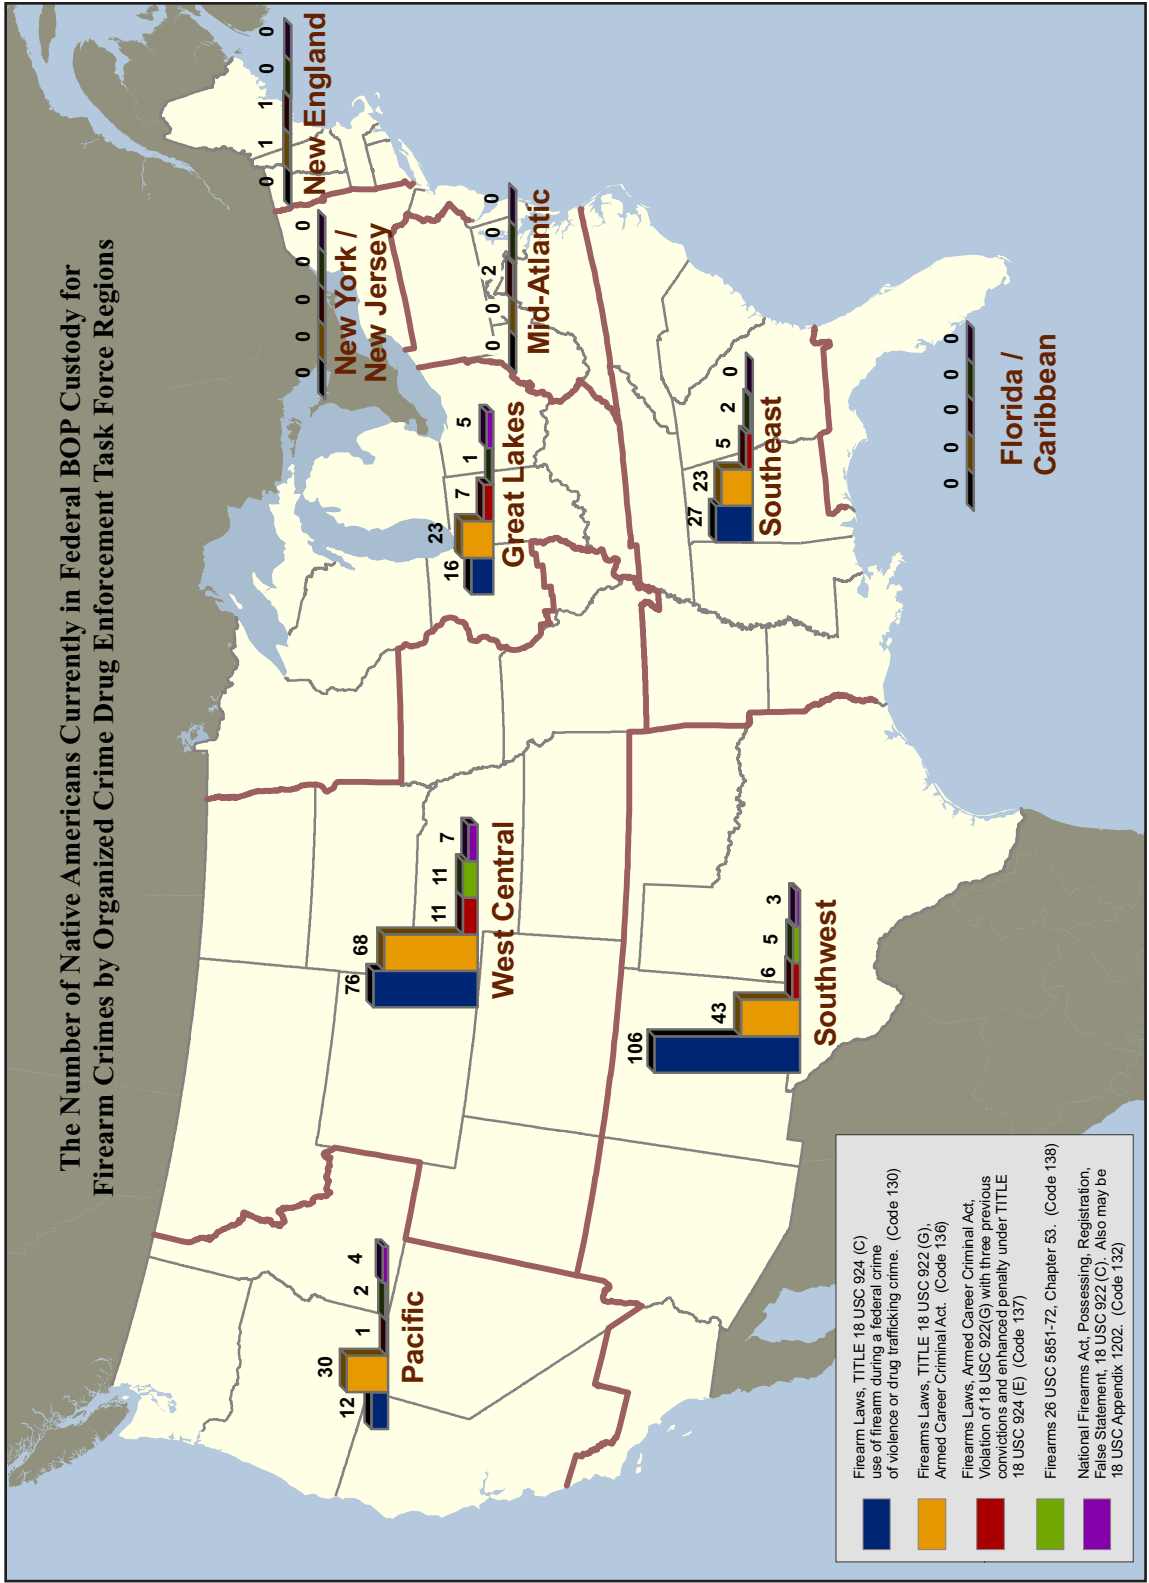 The Number of Native Americans Currently in Federal BOP Custody for
Firearm Crimes by Organized Crime Drug Enforcement Task Force Regions
12
30
1
2
4
Pacific
76
68
11
11
7
West Central
106
43
6
5
3
Southwest
16
23
7
1
5
Great Lakes
27
23
5
2
0
Southeast
0
0
0
0
0
New York /
New Jersey
0
1
1
0
0
New England
0
0
2
0
0
Mid-Atlantic
0
0
0
0
0
Florida /
Caribbean
Firearm Laws, TITLE 18 USC 924 (C)
use of firearm during a federal crime
of violence or drug trafficking crime. (Code 130)
Firearms Laws, TITLE 18 USC 922 (G),
Armed Career Criminal Act. (Code 136)
Firearms Laws, Armed Career Criminal Act,
Violation of 18 USC 922(G) with three previous
convictions and enhanced penalty under TITLE
18 USC 924 (E) (Code 137)
Firearms 26 USC 5851-72, Chapter 53. (Code 138)
National Firearms Act, Possessing, Registration,
False Statement, 18 USC 922 (C). Also may be
18 USC Appendix 1202. (Code 132)